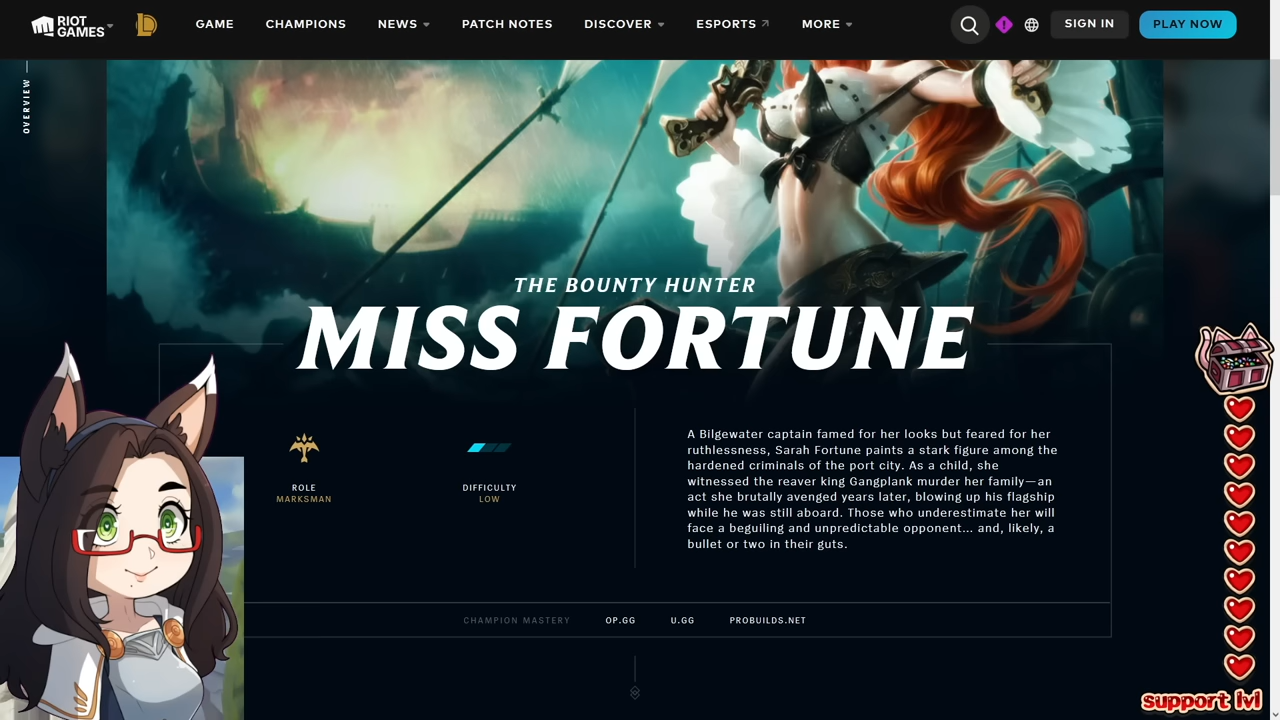 RIOT
GAMES
GAME CHAMPIONS NEWS PATCH NOTES DISCOVER ESPORTS MORE SIGN IN PLAY NOW
OVERVIEW
THE BOUNTY HUNTER
MISS FORTUNE
ROLE
MARKSMAN
DIFFICULTY
LOW
A Bilgewater captain famed for her looks but feared for her
ruthlessness, Sarah Fortune paints a stark figure among the
hardened criminals of the port city. As a child, she
witnessed the reaver king Gangplank murder her family—an
act she brutally avenged years later, blowing up his flagship
while he was still aboard. Those who underestimate her will
face a beguiling and unpredictable opponent… and, likely, a
bullet or two in their guts.
CHAMPION MASTERY OP.GG U.GG PROBUILDS.NET
support lvl